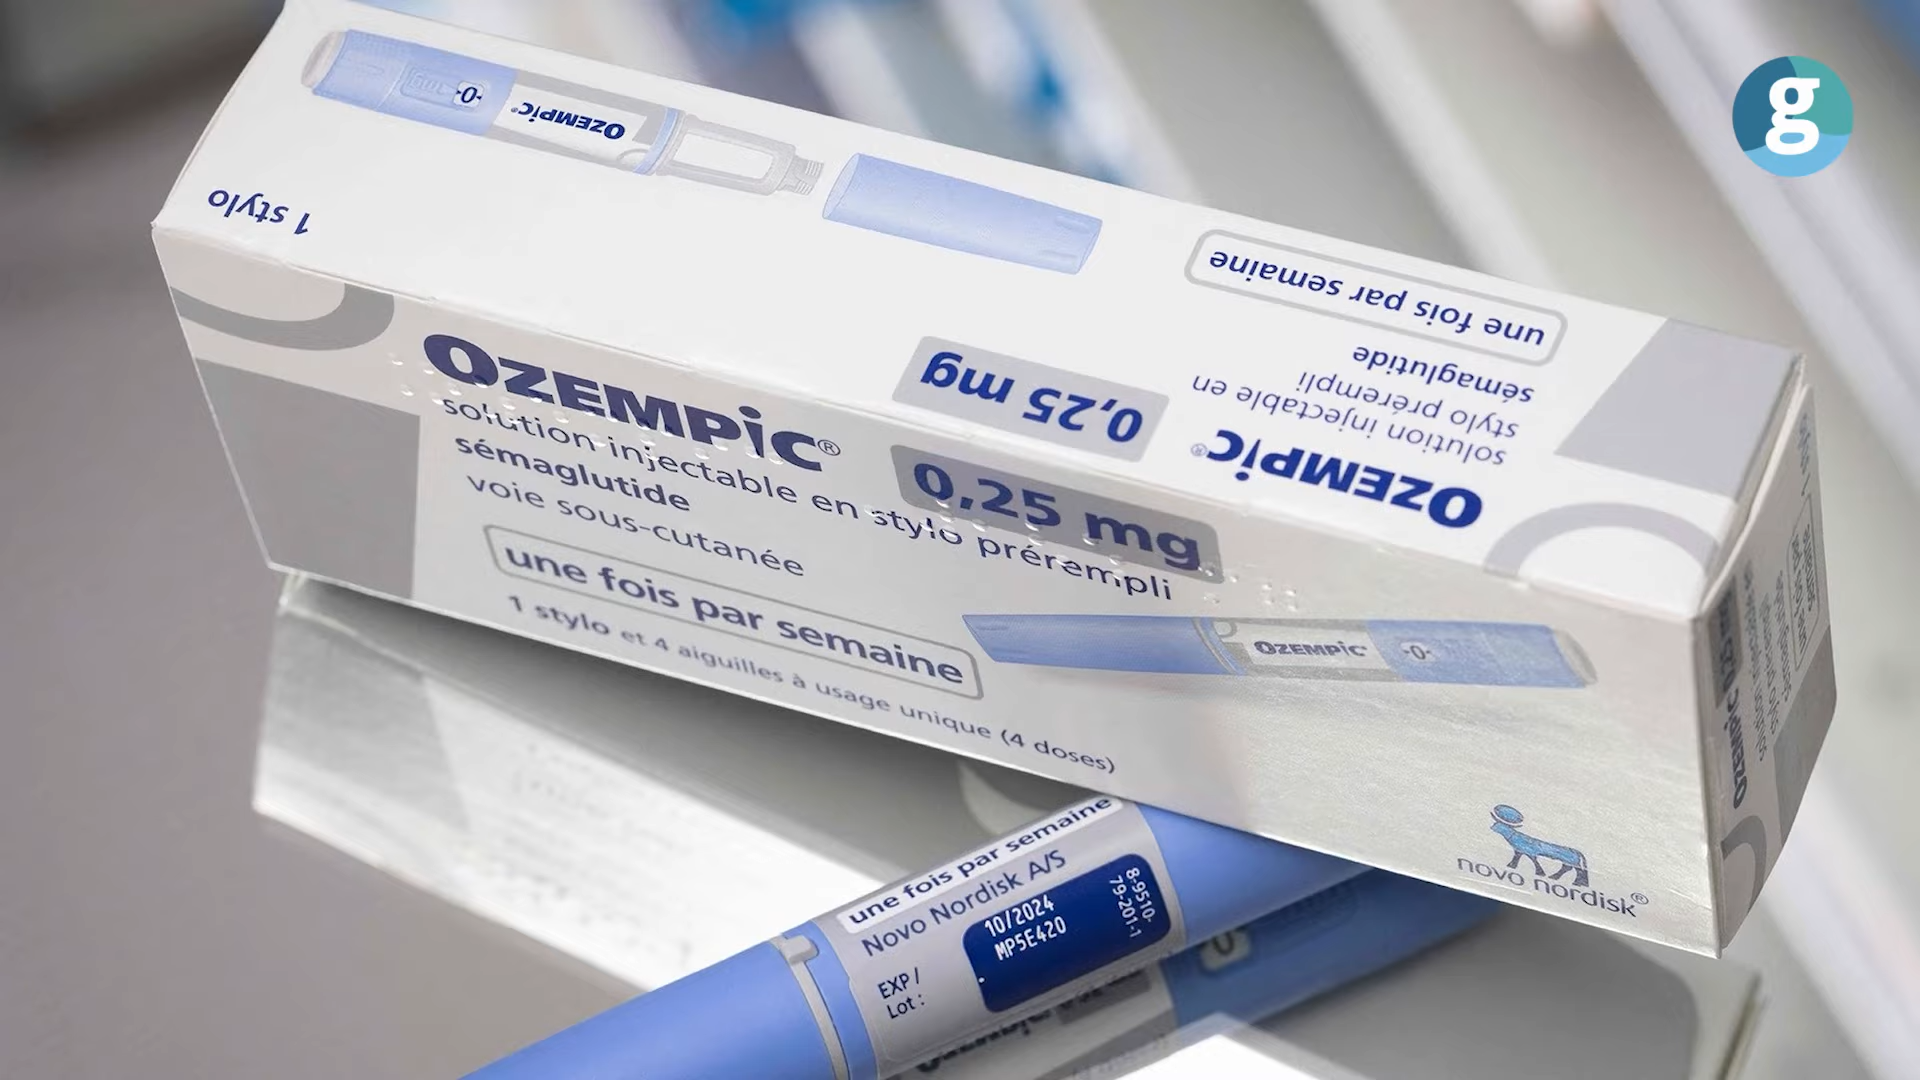 g
OZEMPIC®
1 stylo
une fois par semaine
0,25 mg
OZEMPIC®
solution injectable en
stylo prérempli
sémaglutide
OZEMPIC®
0,25 mg
solution injectable en stylo prérempli
sémaglutide
voie sous-cutanée
une fois par semaine
1 stylo et 4 aiguilles à usage unique (4 doses)
OZEMPIC®
-0-
novo nordisk®
OZEMPIC
une fois par semaine
Novo Nordisk A/S
EXP /
Lot :
10/2024
MP5E420
8-9510-
79-201-1